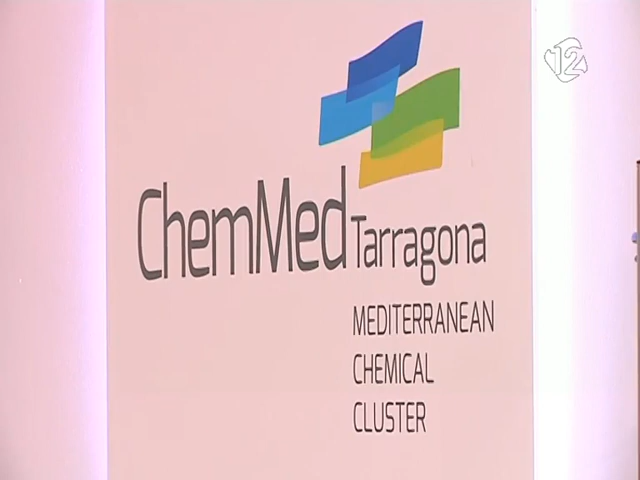 12
ChemMed
Tarragona
MEDITERRANEAN
CHEMICAL
CLUSTER